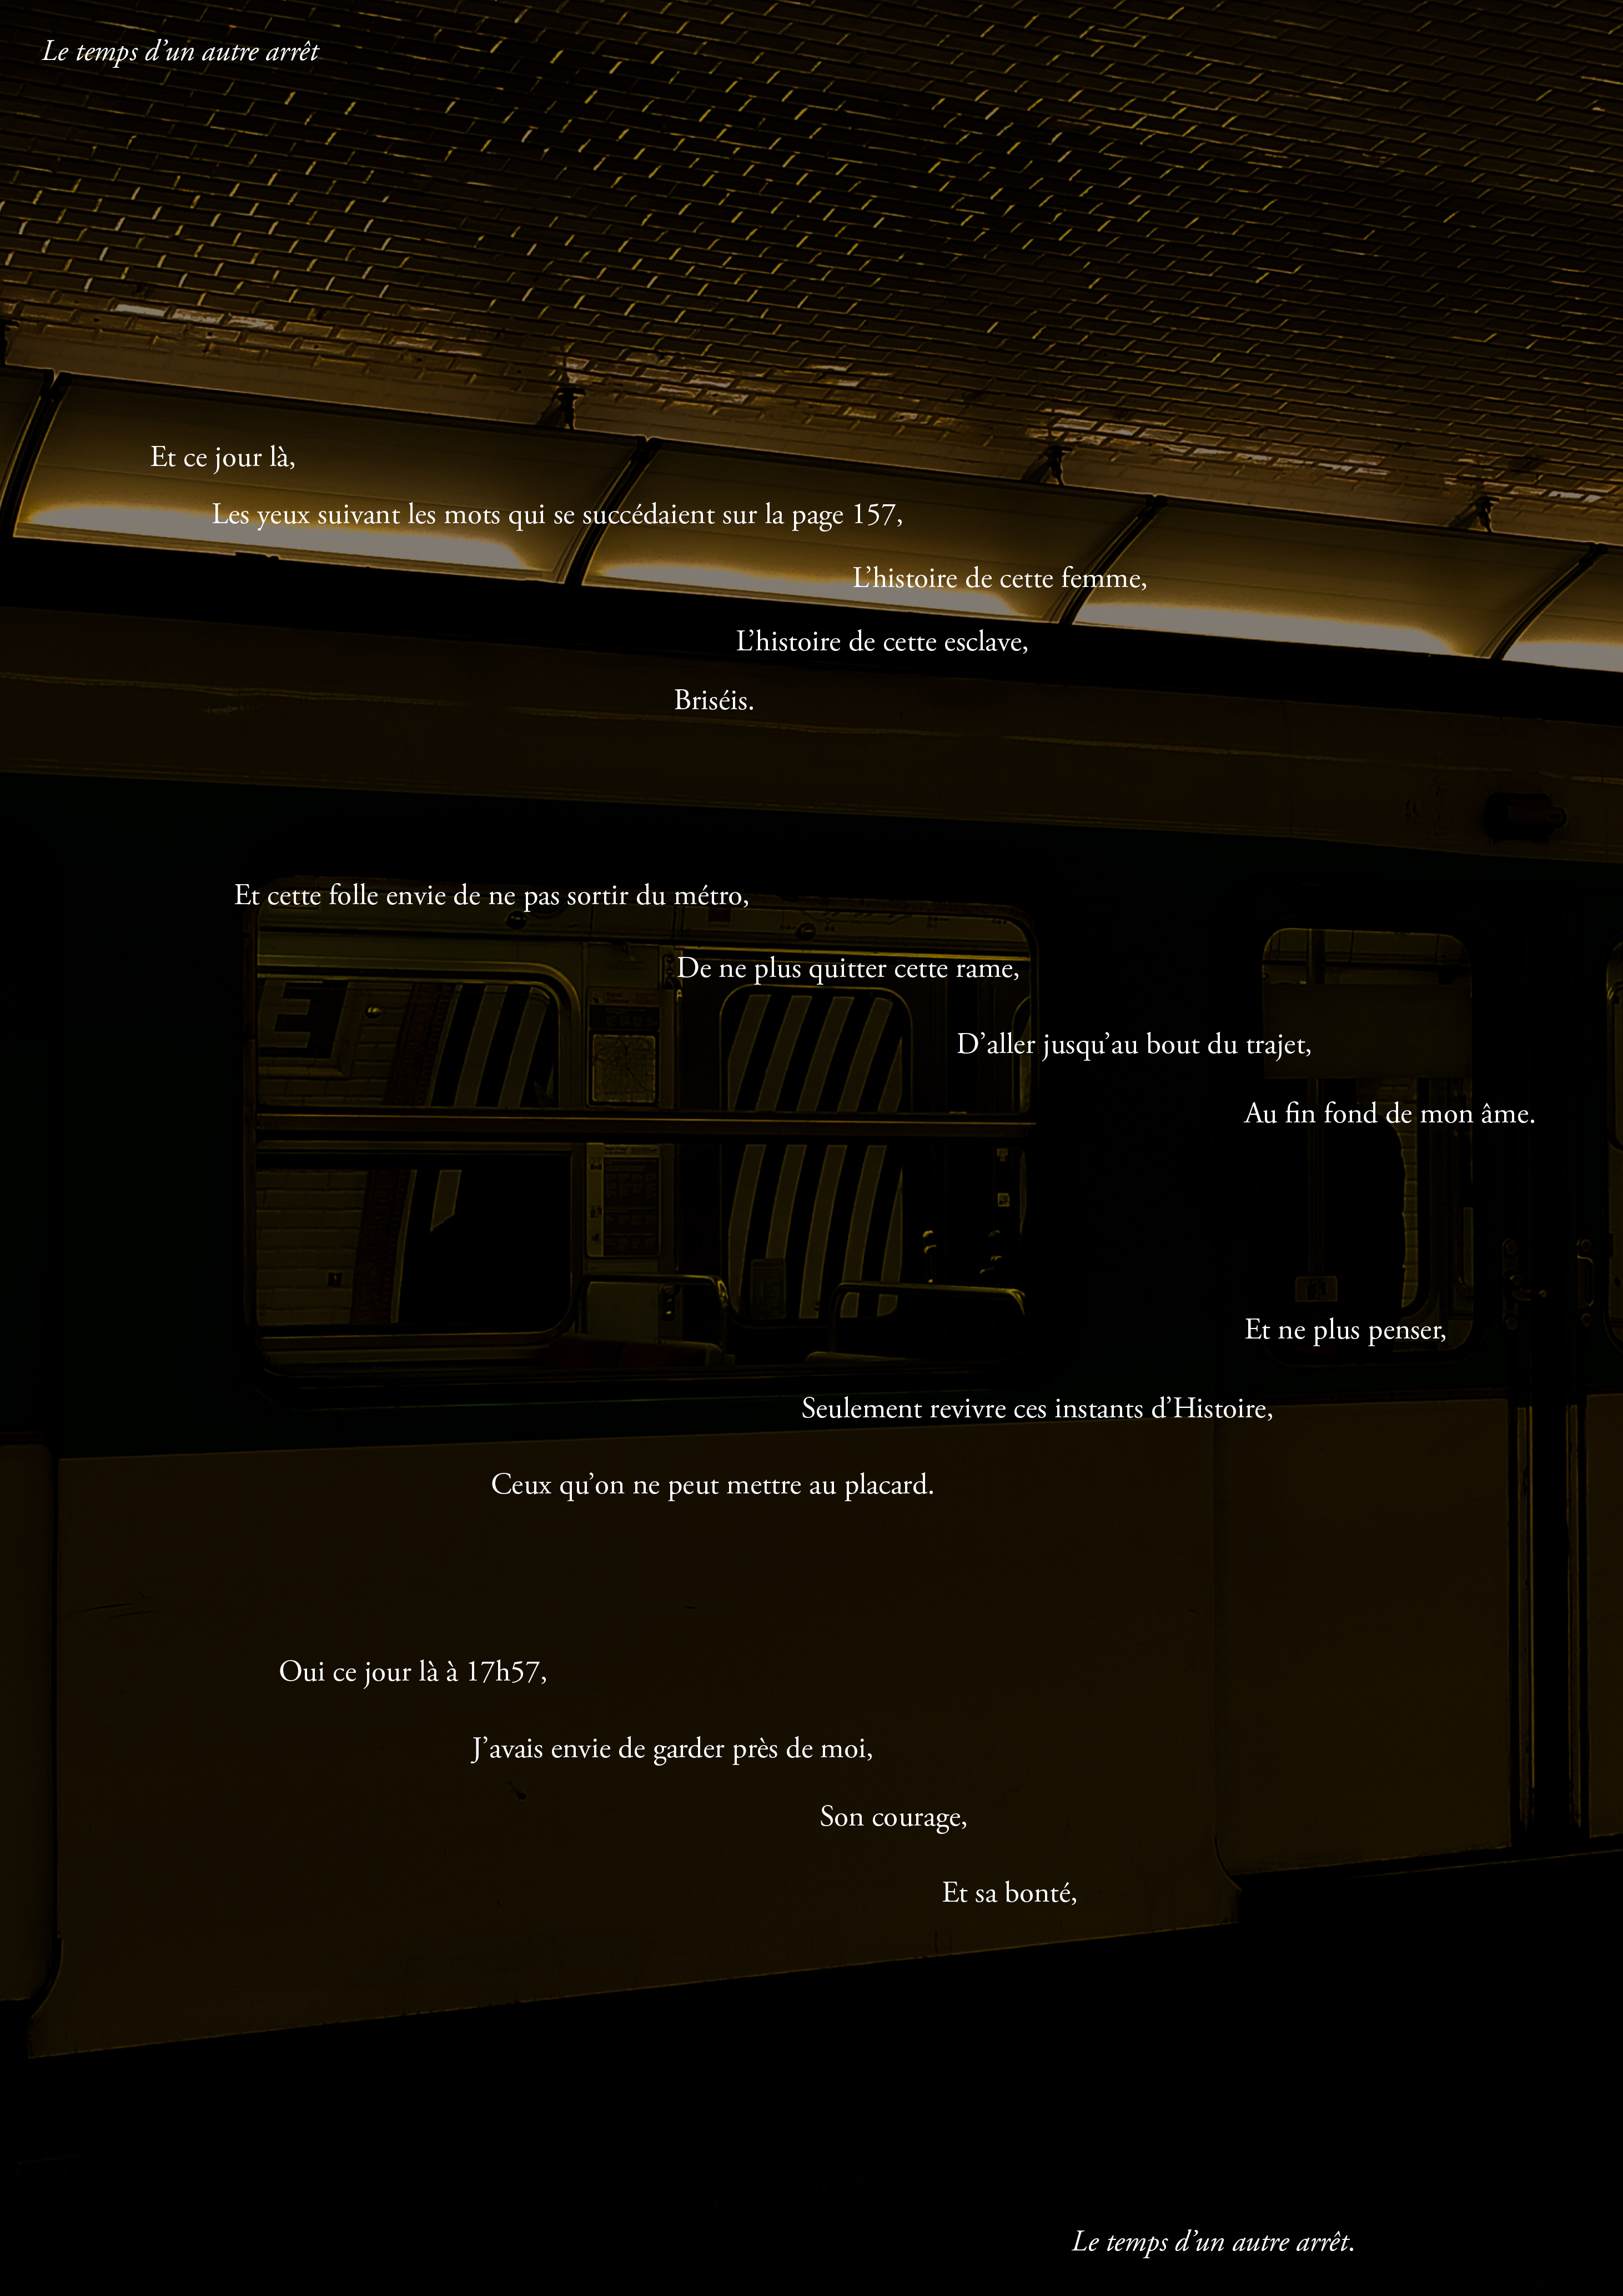 Le temps d’un autre arrêt
Et ce jour là,
Les yeux suivant les mots qui se succédaient sur la page 157,
L’histoire de cette femme,
L’histoire de cette esclave,
Briséis.
Et cette folle envie de ne pas sortir du métro,
De ne plus quitter cette rame,
D’aller jusqu’au bout du trajet,
Au fin fond de mon âme.
Et ne plus penser,
Seulement revivre ces instants d’Histoire,
Ceux qu’on ne peut mettre au placard.
Oui ce jour là à 17h57,
J’avais envie de garder près de moi,
Son courage,
Et sa bonté,
Le temps d’un autre arrêt.